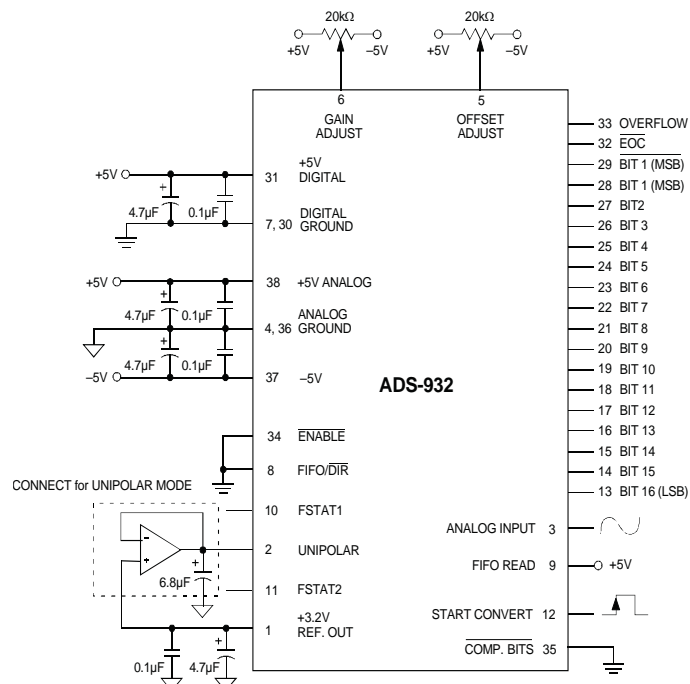 20kΩ 20kΩ
+5V –5V +5V –5V
6 5
GAIN ADJUST
OFFSET ADJUST
+5V
4.7µF
+
0.1µF
31 +5V DIGITAL
7, 30 DIGITAL GROUND
+5V
4.7µF
+
0.1µF
38 +5V ANALOG
4, 36 ANALOG GROUND
4.7µF
+
0.1µF
–5V
37 –5V
ADS-932
34 ENABLE
8 FIFO/DIR
CONNECT for UNIPOLAR MODE
10 FSTAT1
–
+
2 UNIPOLAR
+
6.8µF
11 FSTAT2
1 +3.2V REF. OUT
0.1µF
+
4.7µF
33 OVERFLOW
32 EOC
29 BIT 1 (MSB)
28 BIT 1 (MSB)
27 BIT2
26 BIT 3
25 BIT 4
24 BIT 5
23 BIT 6
22 BIT 7
21 BIT 8
20 BIT 9
19 BIT 10
18 BIT 11
17 BIT 12
16 BIT 13
15 BIT 14
14 BIT 15
13 BIT 16 (LSB)
ANALOG INPUT 3
FIFO READ 9 +5V
START CONVERT 12
COMP. BITS 35